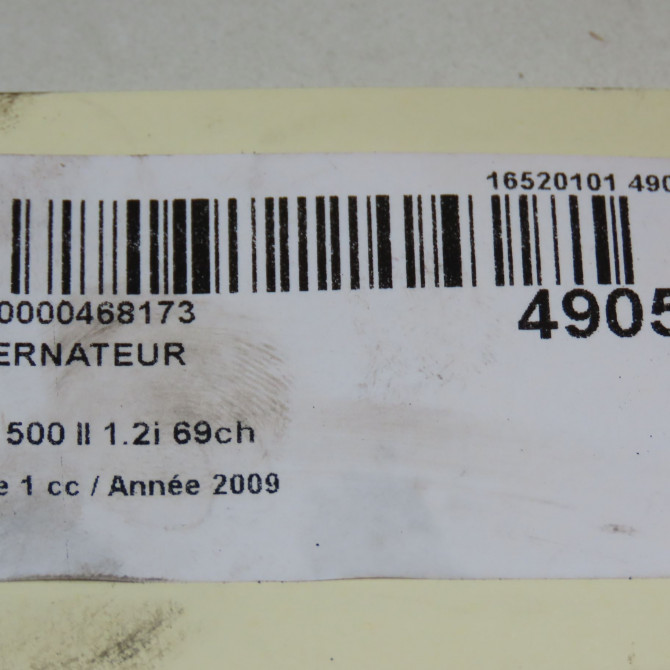 16520101 490
0000468173
4905
ERNATEUR
500 II 1.2i 69ch
e 1 cc / Année 2009